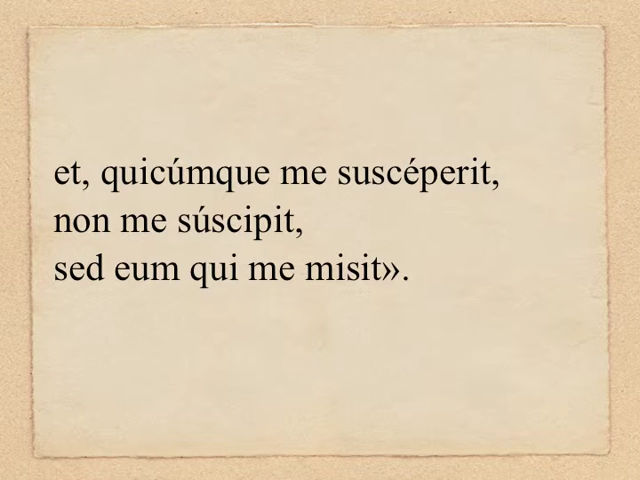 et, quicúmque me suscéperit,
non me súscipit,
sed eum qui me misit».